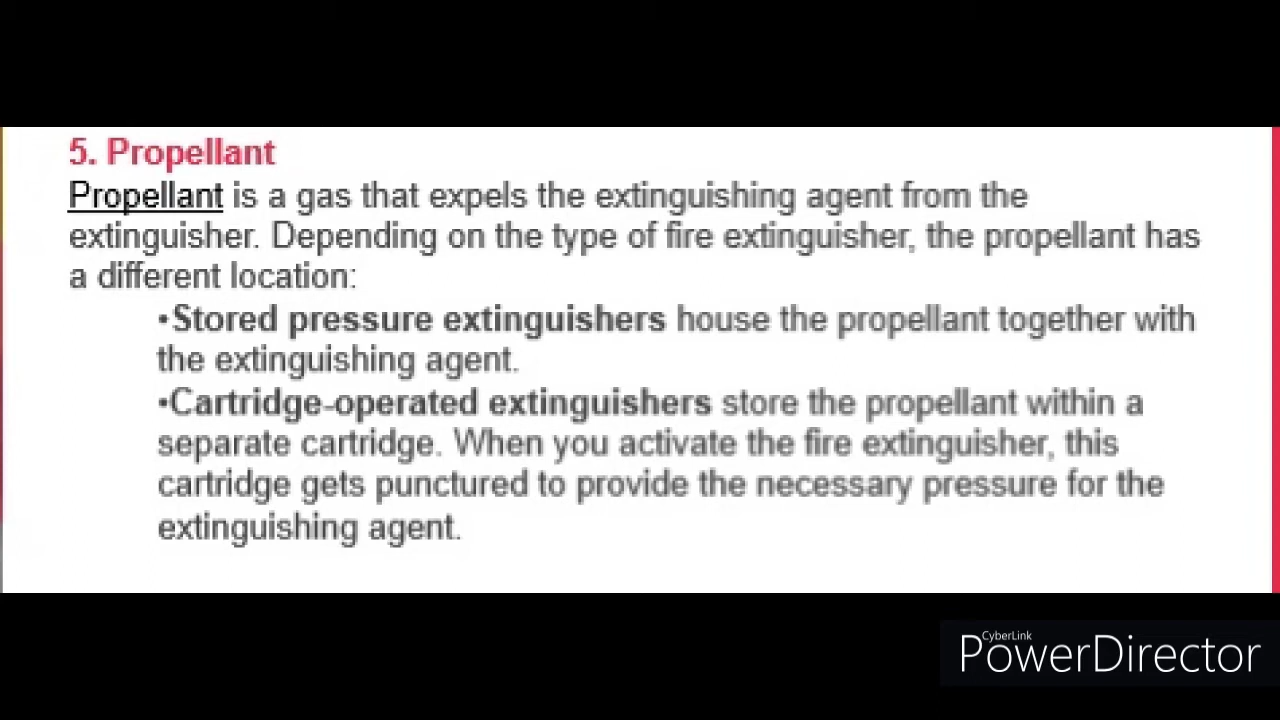 5. Propellant
Propellant is a gas that expels the extinguishing agent from the
extinguisher. Depending on the type of fire extinguisher, the propellant has
a different location:
•Stored pressure extinguishers house the propellant together with
the extinguishing agent.
•Cartridge-operated extinguishers store the propellant within a
separate cartridge. When you activate the fire extinguisher, this
cartridge gets punctured to provide the necessary pressure for the
extinguishing agent.
CyberLink
PowerDirector